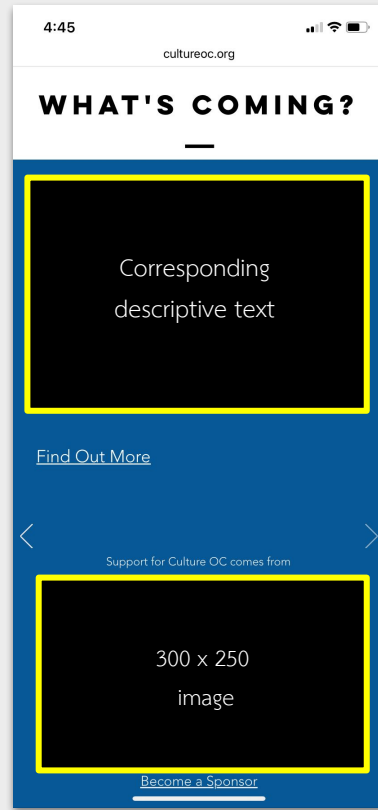 4:45
cultureoc.org
WHAT'S COMING?
Corresponding
descriptive text
Find Out More
Support for Culture OC comes from
300 x 250
image
Become a Sponsor